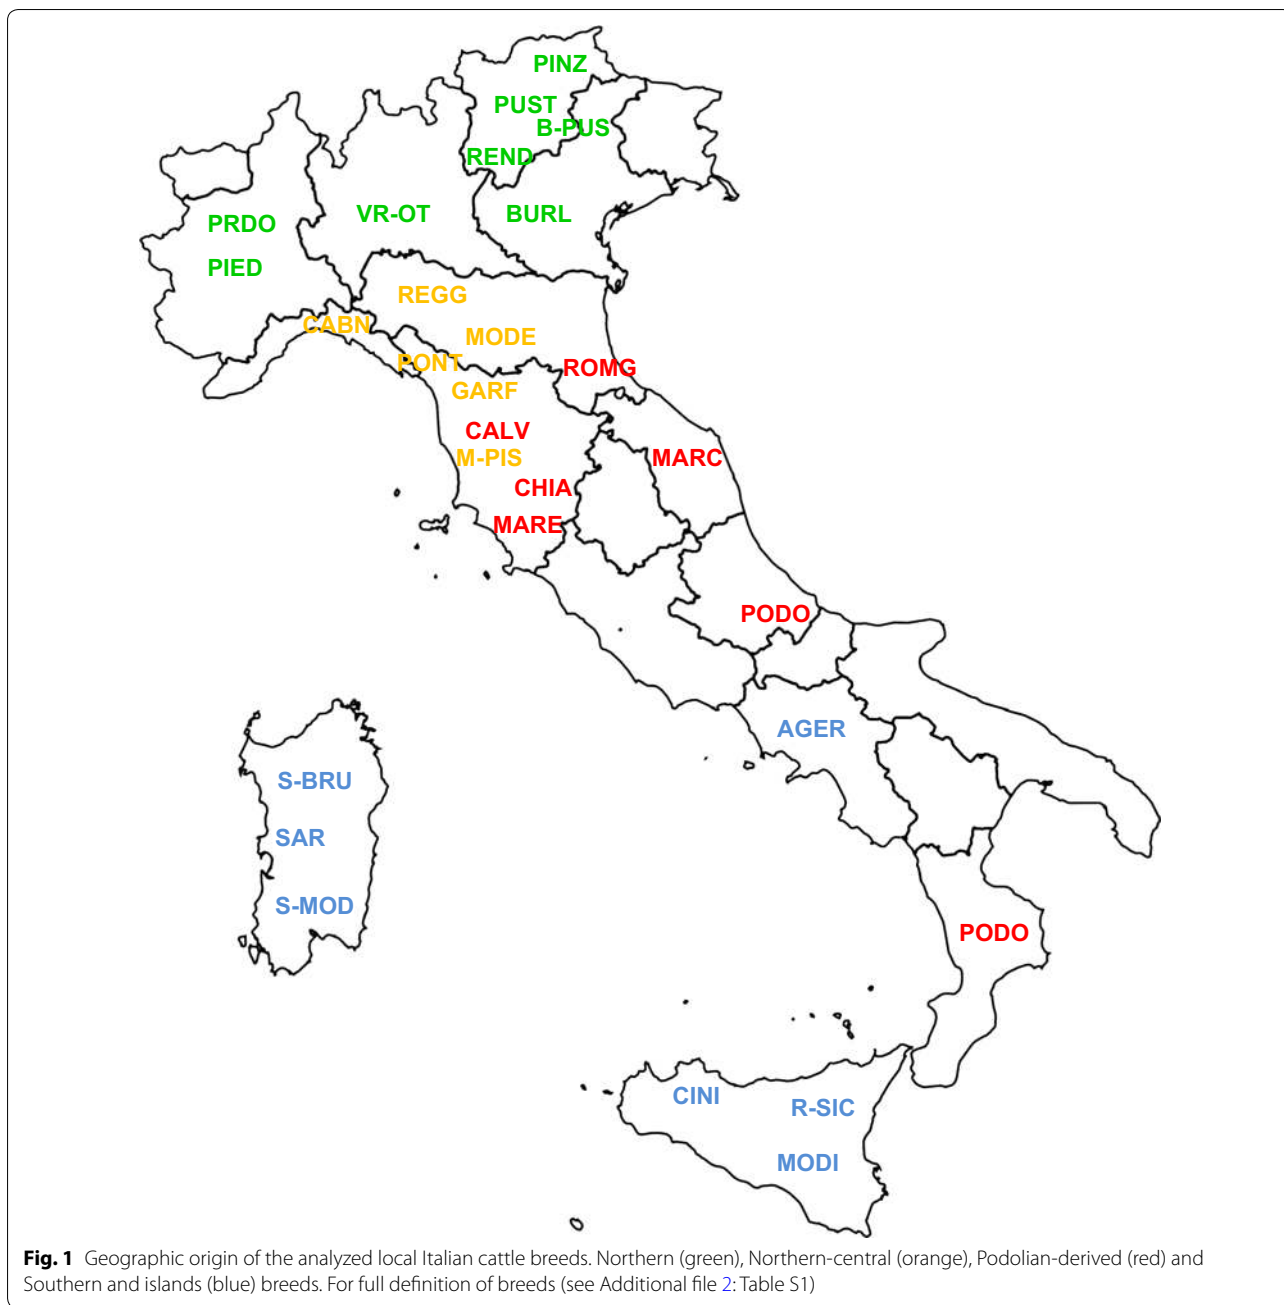 PINZ
PUST
B-PUS
REND
PRDO
VR-OT
BURL
PIED
REGG
CABN
MODE
PONT
ROMG
GARF
CALV
M-PIS
MARC
CHIA
MARE
PODO
AGER
S-BRU
SAR
S-MOD
PODO
CINI
R-SIC
MODI
Fig. 1 Geographic origin of the analyzed local Italian cattle breeds. Northern (green), Northern-central (orange), Podolian-derived (red) and
Southern and islands (blue) breeds. For full definition of breeds (see Additional file 2: Table S1)